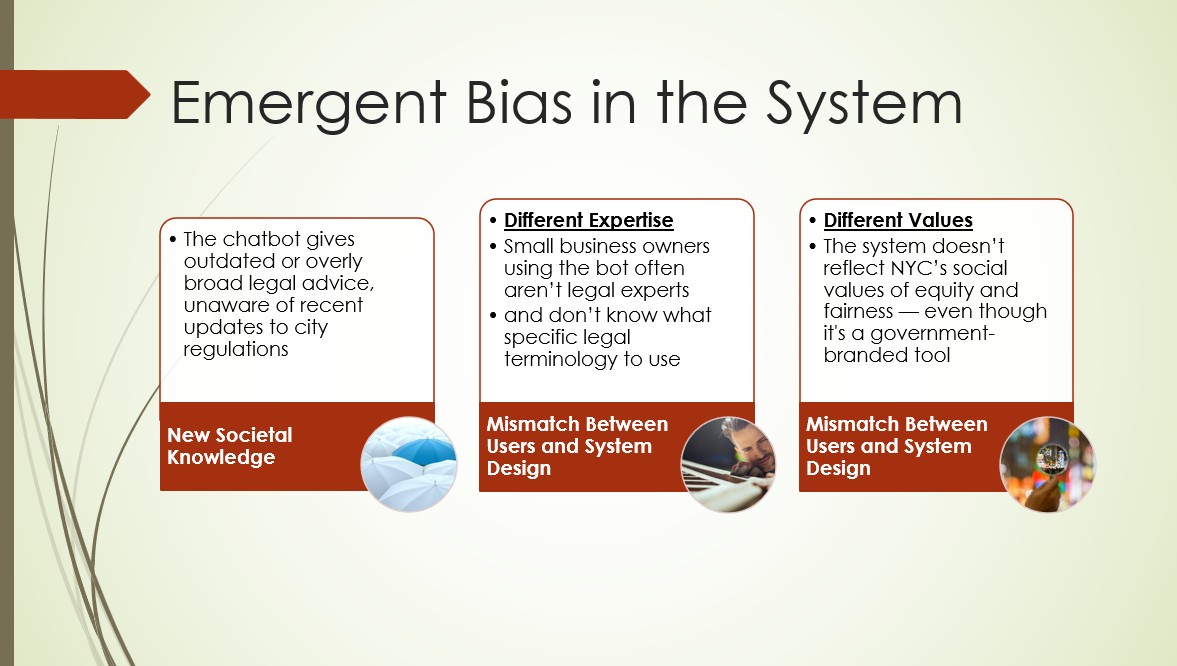 Emergent Bias in the System
• The chatbot gives
outdated or overly
broad legal advice,
unaware of recent
updates to city
regulations
New Societal
Knowledge
• Different Expertise
• Small business owners
using the bot often
aren’t legal experts
• and don’t know what
specific legal
terminology to use
Mismatch Between
Users and System
Design
• Different Values
• The system doesn’t
reflect NYC’s social
values of equity and
fairness — even though
it's a government-
branded tool
Mismatch Between
Users and System
Design